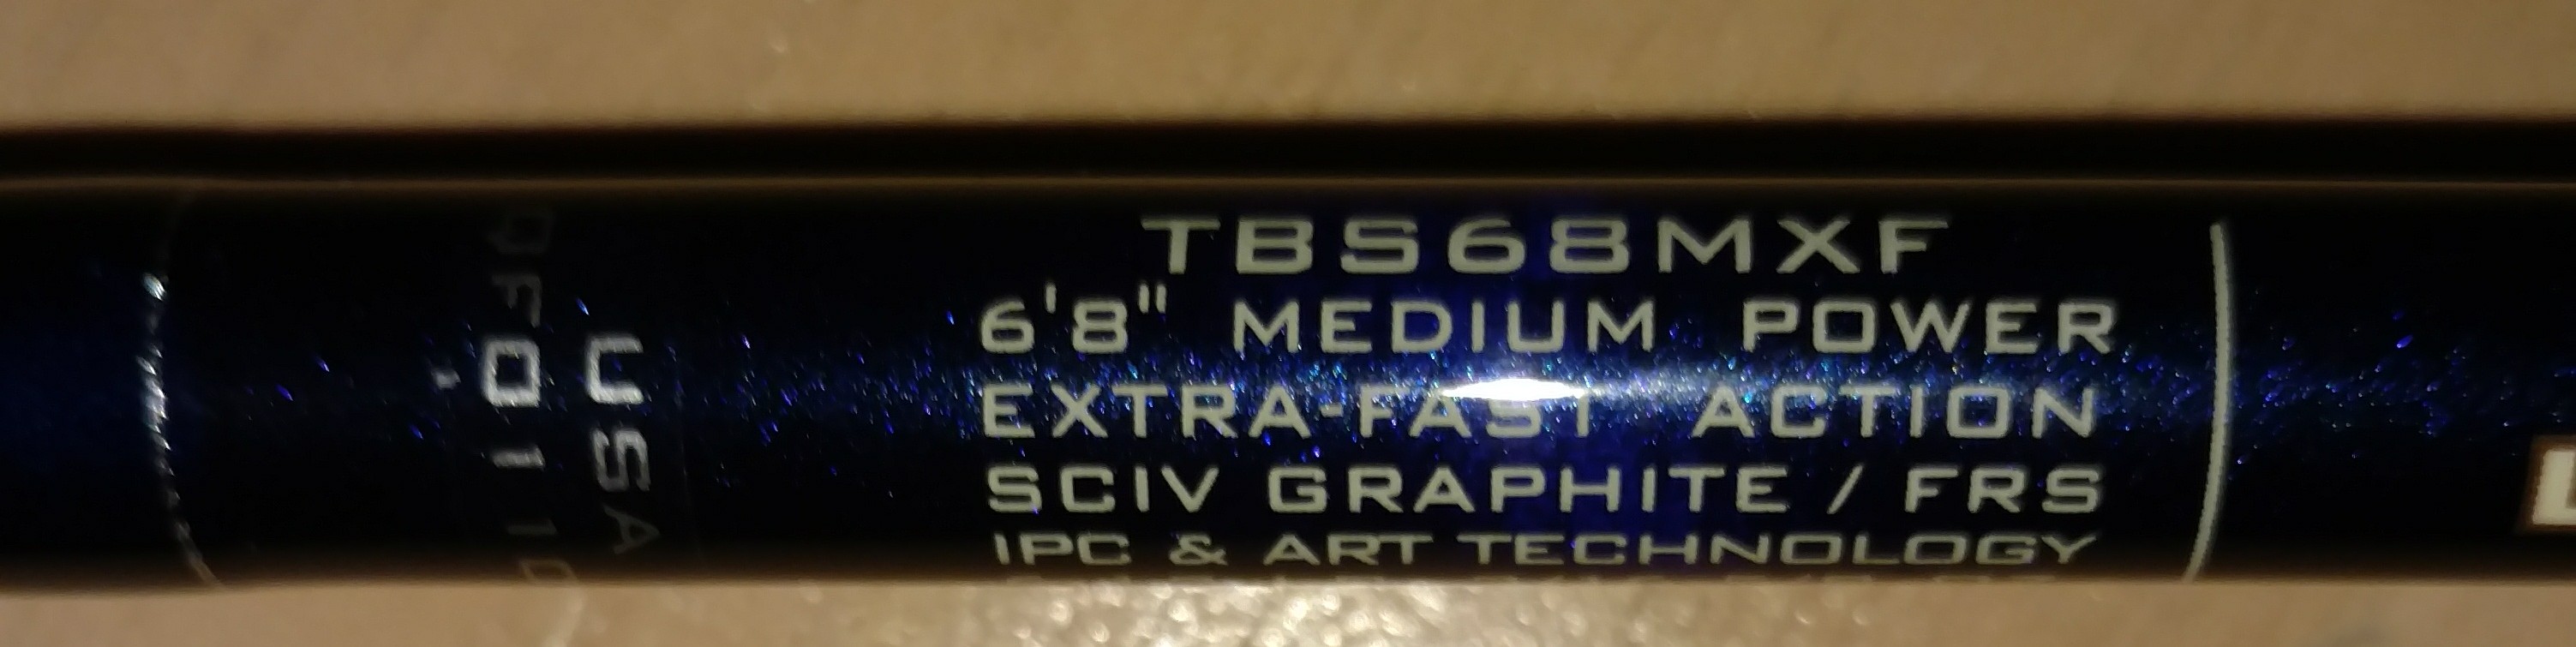 TBS68MXF
6'8" MEDIUM POWER
EXTRA-FAST ACTION
SCIV GRAPHITE / FRS
IPC & ART TECHNOLOGY
USA